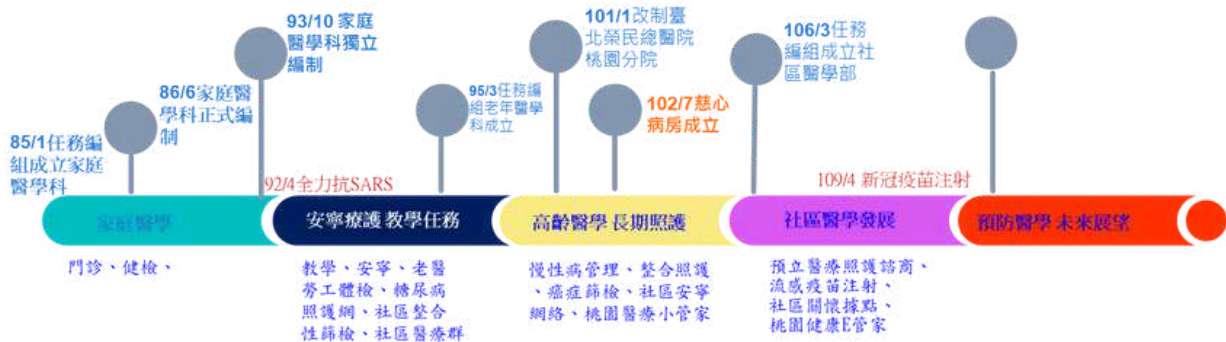 85/1任務編
組成立家庭
醫學科
86/6家庭醫
學科正式編
制
93/10 家庭
醫學科獨立
編制
92/4全力抗SARS
95/3任務編
組老年醫學
科成立
101/1改制臺
北榮民總醫院
桃園分院
102/7慈心
病房成立
106/3任務
編組成立社
區醫學部
109/4 新冠疫苗注射
家庭醫學
安寧療護 教學任務
高齡醫學 長期照護
社區醫學發展
預防醫學 未來展望
門診、健檢、
教學、安寧、老醫
勞工體檢、糖尿病
照護網、社區整合
性篩檢、社區醫療群
慢性病管理、整合照護
、癌症篩檢、社區安寧
網絡、桃園醫療小管家
預立醫療照護諮商、
流感疫苗注射、
社區關懷據點、
桃園健康E管家